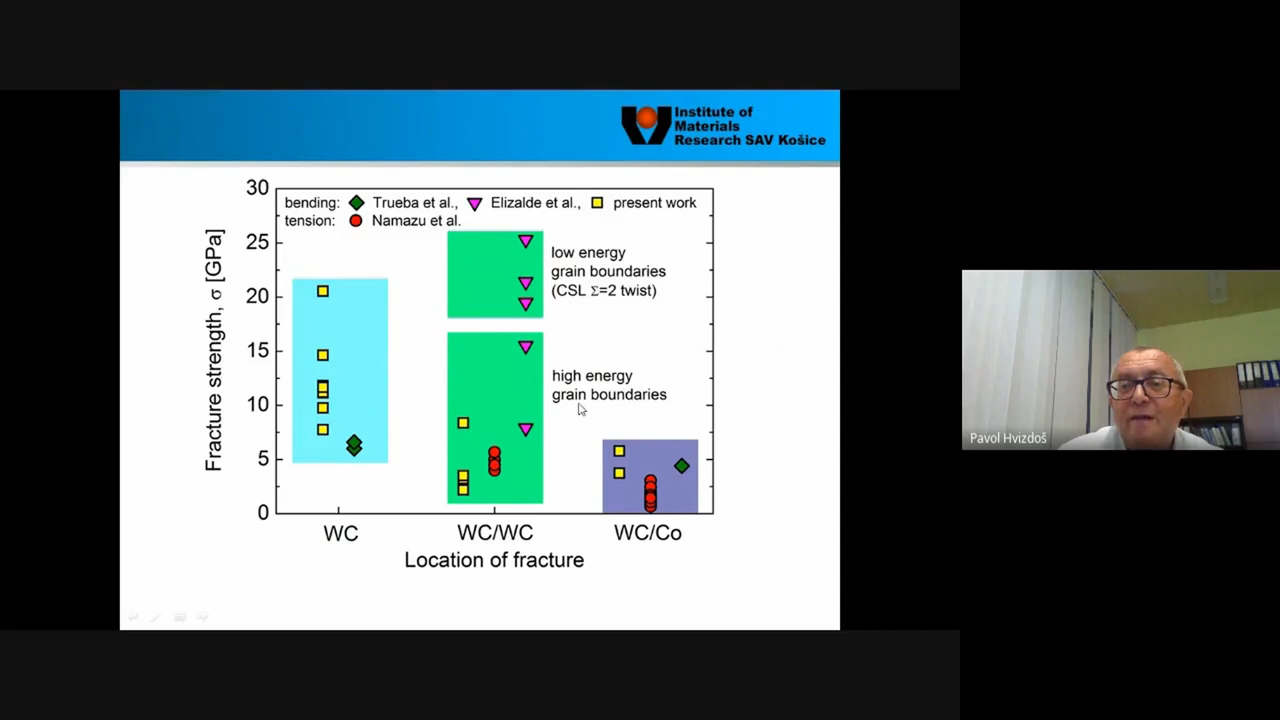 Institute of
Materials
Research SAV Košice
30
25
20
15
10
5
0
Fracture strength, σ [GPa]
bending: Trueba et al., Elizalde et al., present work
tension: Namazu et al.
low energy
grain boundaries
(CSL Σ=2 twist)
high energy
grain boundaries
WC WC/WC WC/Co
Location of fracture
Pavol Hvizdoš